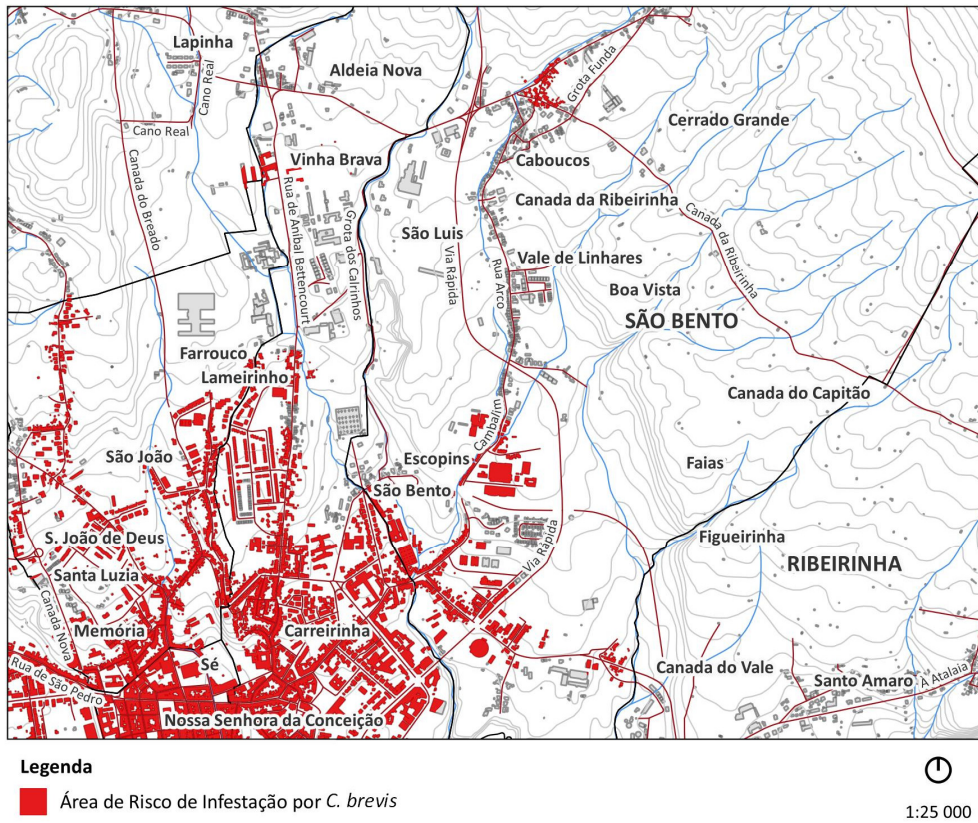 Lapinha
Aldeia Nova
Cano Real
Grota Funda
Cano Real
Cerrado Grande
Vinha Brava
Caboucos
Canada do Breado
Rua de Aníbal Bettencourt
Grota dos Calrinhos
Canada da Ribeirinha
Canada da Ribeirinha
São Luis
Via Rápida
Rua Arco
Vale de Linhares
Boa Vista
SÃO BENTO
Farrouco
Lameirinho
Canada do Capitão
Cambalim
São João
Escopins
Faias
São Bento
S. João de Deus
Via Rápida
Figueirinha
Santa Luzia
RIBEIRINHA
Canada Nova
Memória
Carreirinha
Sé
Rua de São Pedro
Canada do Vale
Santo Amaro
À Atalaia
Nossa Senhora da Conceição
Legenda
Área de Risco de Infestação por C. brevis
1:25 000